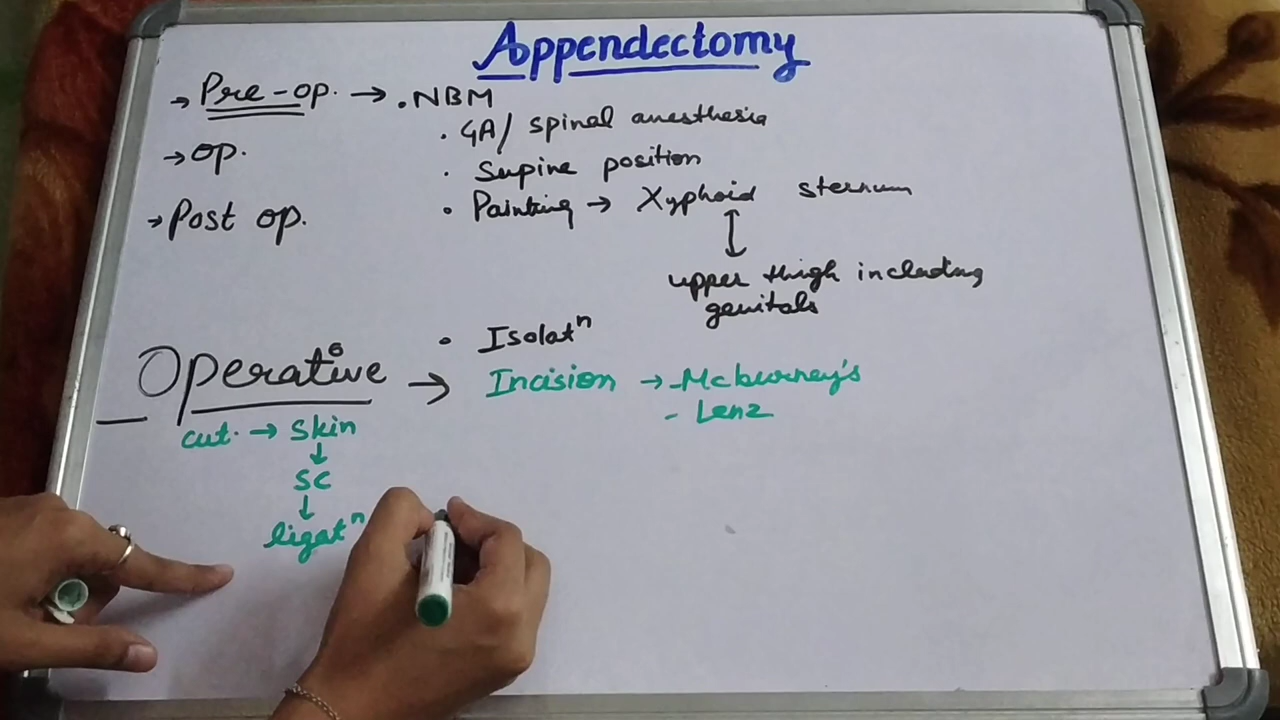 Appendectomy
→ Pre-op. → . NBM
. GA/ spinal anesthesia
→ op.
. Supine position
. Painting → Xyphoid sternum
→ Post op.
↕
upper thigh including
genitals
. Isolatⁿ
Operative → Incision → - Mcburney's
- Lenz
cut. → Skin
↓
SC
↓
ligatⁿ